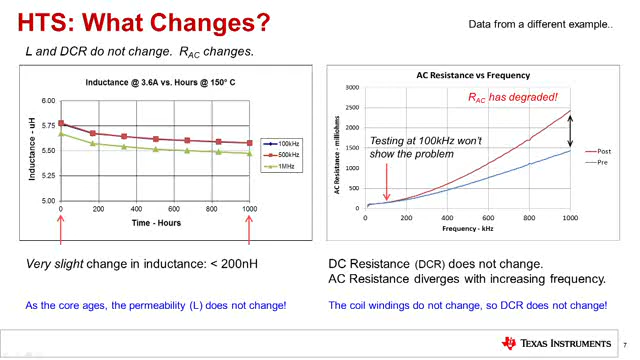 HTS: What Changes?
Data from a different example..
L and DCR do not change. RAC changes.
Inductance @ 3.6A vs. Hours @ 150° C
Inductance - uH
6.00
5.75
5.50
5.25
5.00
0
200
400
600
800
1000
Time - Hours
100kHz
500kHz
1MHz
AC Resistance vs Frequency
AC Resistance - milliohms
3000
2500
2000
1500
1000
500
0
0
200
400
600
800
1000
Frequency - kHz
RAC has degraded!
Testing at 100kHz won't
show the problem
Post
Pre
Very slight change in inductance: < 200nH
As the core ages, the permeability (L) does not change!
DC Resistance (DCR) does not change.
AC Resistance diverges with increasing frequency.
The coil windings do not change, so DCR does not change!
TEXAS INSTRUMENTS
7